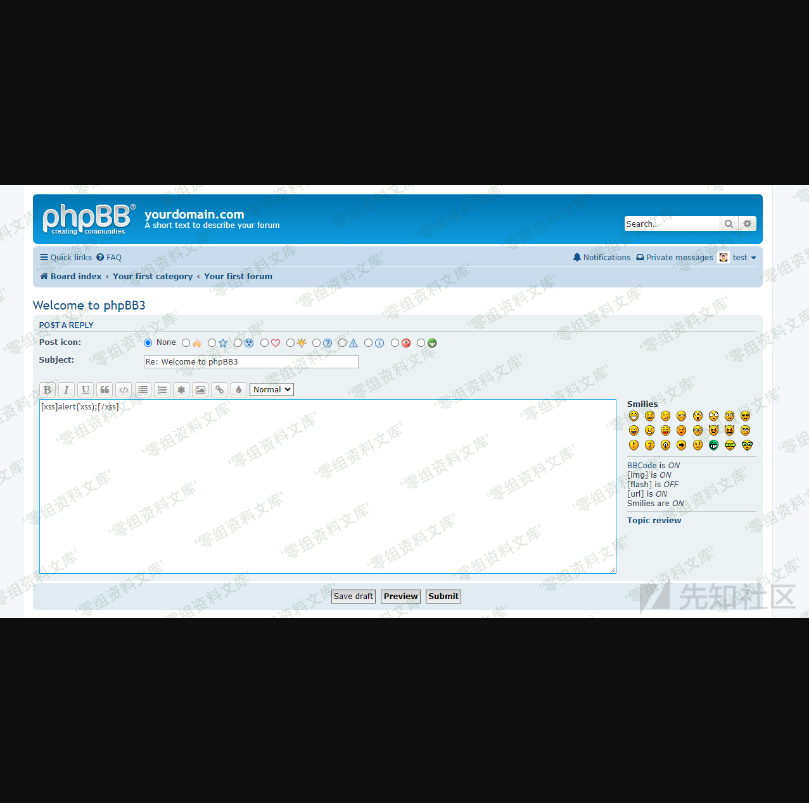 phpBB®
creating communities
yourdomain.com
A short text to describe your forum
Search…
Quick links FAQ
Notifications Private messages test
Board index ‹ Your first category ‹ Your first forum
Welcome to phpBB3
POST A REPLY
Post icon: None
Subject: Re: Welcome to phpBB3
B I U Normal
[xss]alert('xss);[/xss]
Smilies
BBCode is ON
[img] is ON
[flash] is OFF
[url] is ON
Smilies are ON
Topic review
Save draft Preview Submit
零组资料文库
先知社区